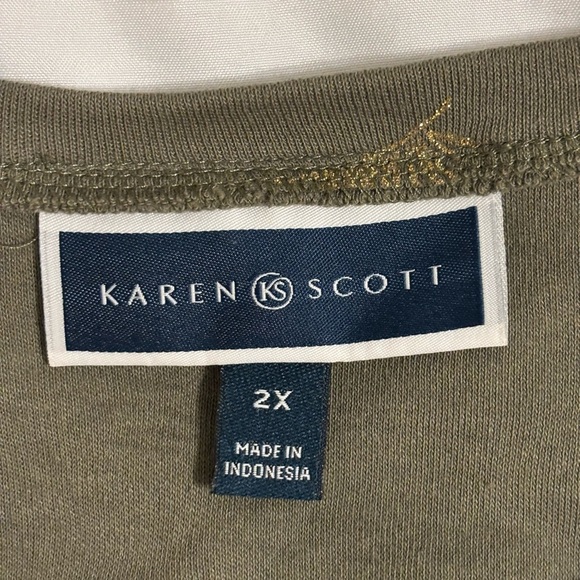 KAREN KS SCOTT
2X
MADE IN
INDONESIA